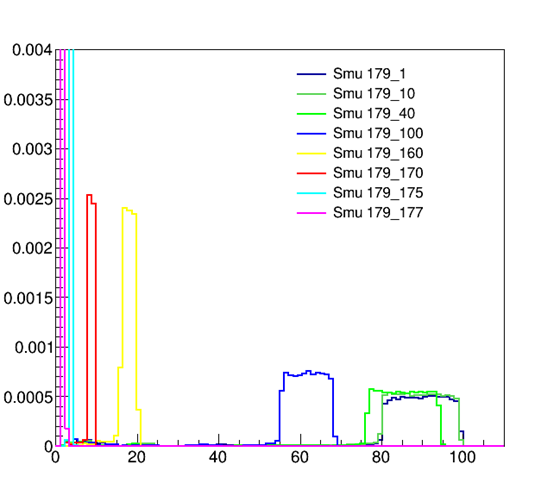 0.004
0.0035
0.003
0.0025
0.002
0.0015
0.001
0.0005
0
0 20 40 60 80 100
Smu 179_1
Smu 179_10
Smu 179_40
Smu 179_100
Smu 179_160
Smu 179_170
Smu 179_175
Smu 179_177